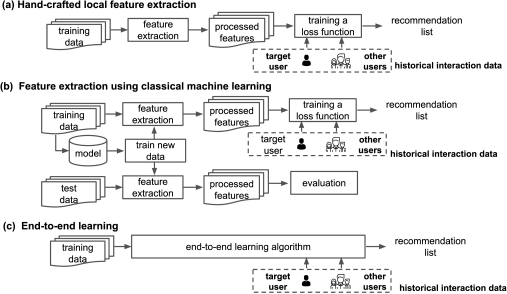 (a) Hand-crafted local feature extraction
training data
feature extraction
processed features
training a loss function
recommendation list
target user
other users
historical interaction data
(b) Feature extraction using classical machine learning
training data
feature extraction
processed features
training a loss function
recommendation list
model
train new data
target user
other users
historical interaction data
test data
feature extraction
processed features
evaluation
(c) End-to-end learning
training data
end-to-end learning algorithm
recommendation list
target user
other users
historical interaction data